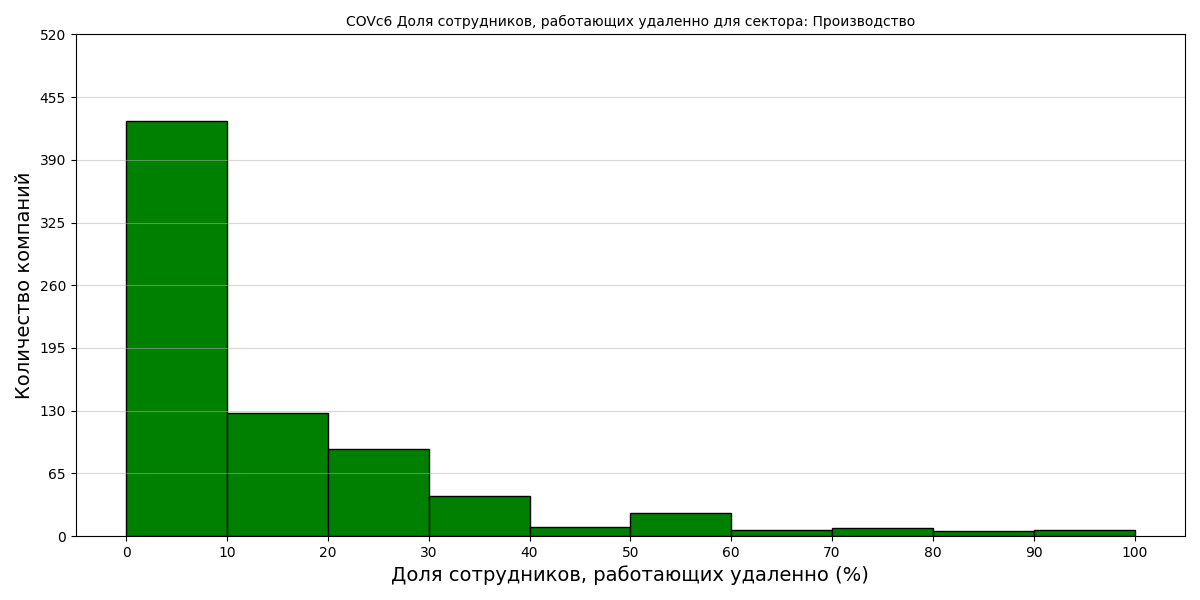 COVc6 Доля сотрудников, работающих удаленно для сектора: Производство
520
455
390
325
260
195
130
65
0
Количество компаний
0 10 20 30 40 50 60 70 80 90 100
Доля сотрудников, работающих удаленно (%)